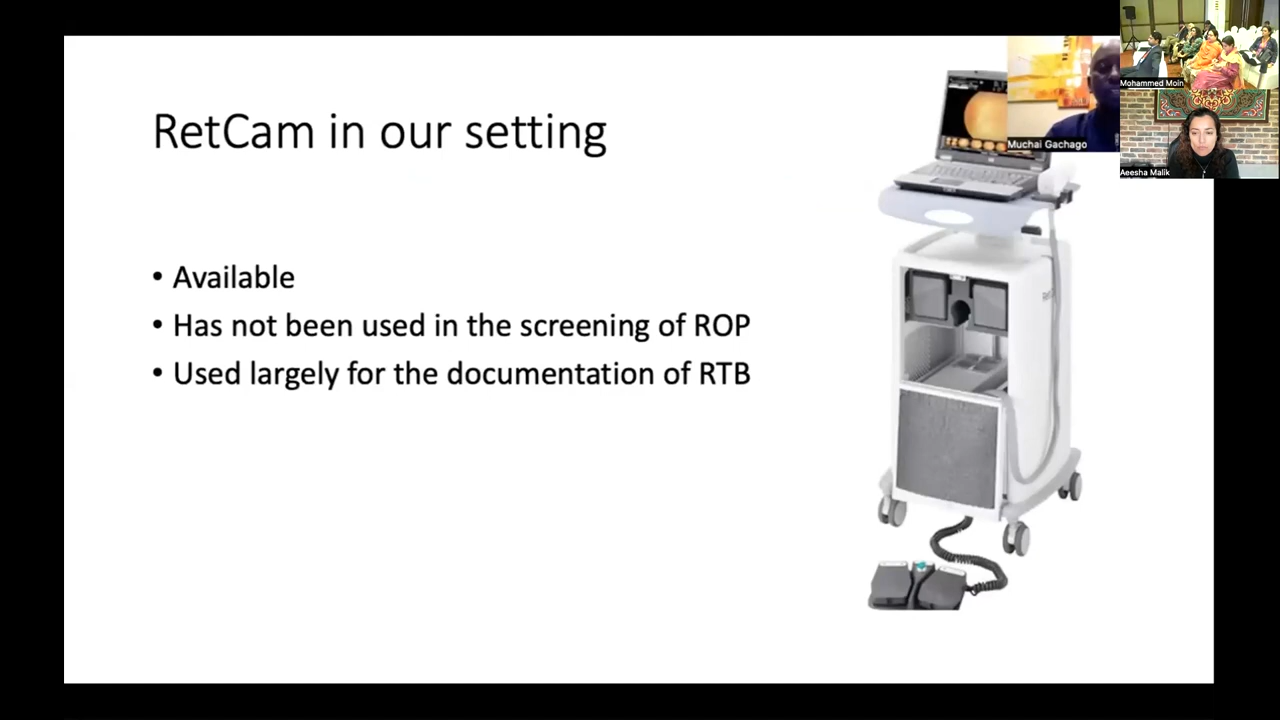 RetCam in our setting
• Available
• Has not been used in the screening of ROP
• Used largely for the documentation of RTB
Muchai Gachago
Mohammed Moin
Aeesha Malik